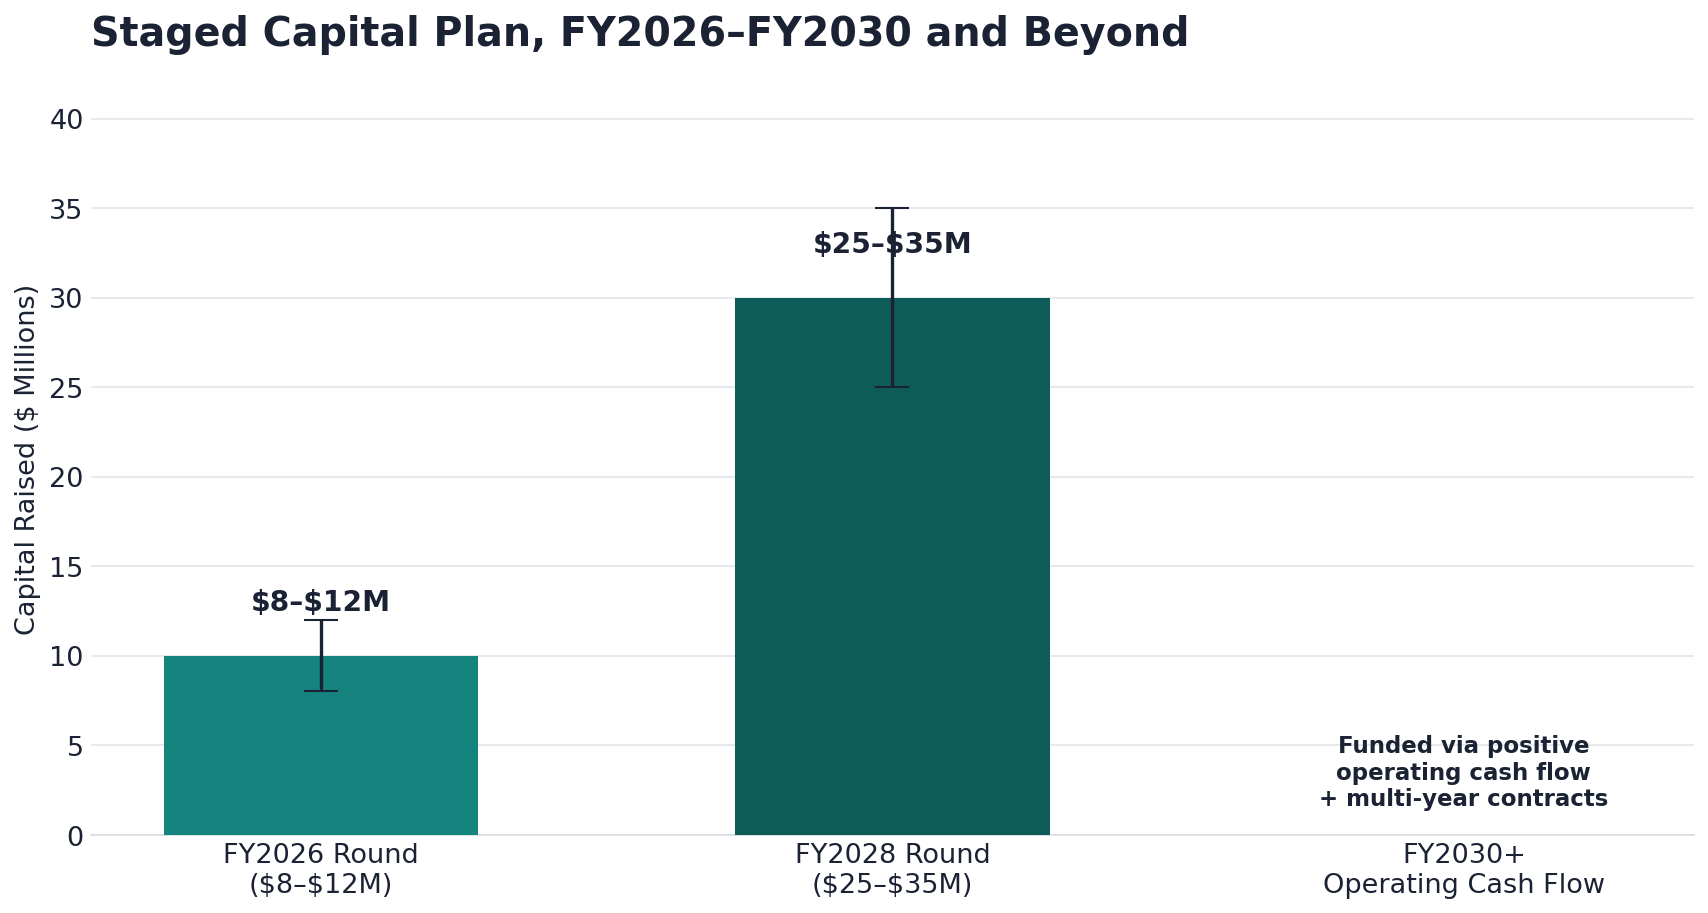 Staged Capital Plan, FY2026–FY2030 and Beyond
Capital Raised ($ Millions)
40
35
30
25
20
15
10
5
0
$8–$12M
$25–$35M
Funded via positive
operating cash flow
+ multi-year contracts
FY2026 Round
($8–$12M)
FY2028 Round
($25–$35M)
FY2030+
Operating Cash Flow